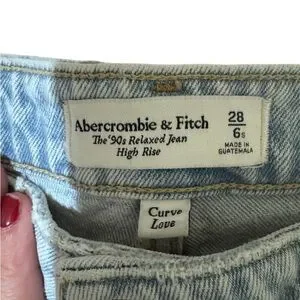 Abercrombie & Fitch
The '90s Relaxed Jean
High Rise
28
6s
MADE IN
GUATEMALA
Curve
Love